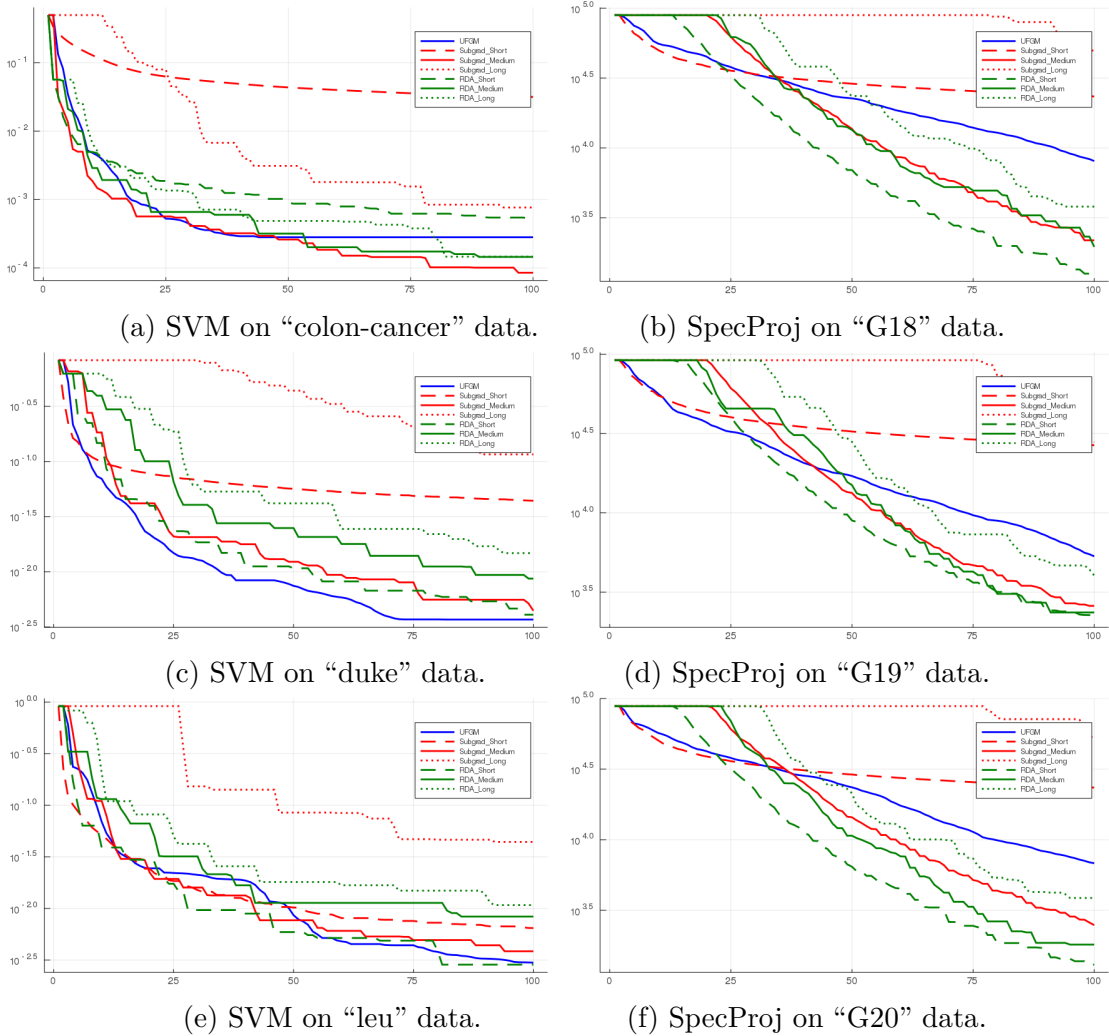 10^-1
10^-2
10^-3
10^-4
0 25 50 75 100
UFGM
Subgrad_Short
Subgrad_Medium
Subgrad_Long
RDA_Short
RDA_Medium
RDA_Long
(a) SVM on “colon-cancer” data.
10^5.0
10^4.5
10^4.0
10^3.5
0 25 50 75 100
UFGM
Subgrad_Short
Subgrad_Medium
Subgrad_Long
RDA_Short
RDA_Medium
RDA_Long
(b) SpecProj on “G18” data.
10^-0.5
10^-1.0
10^-1.5
10^-2.0
10^-2.5
0 25 50 75 100
UFGM
Subgrad_Short
Subgrad_Medium
Subgrad_Long
RDA_Short
RDA_Medium
RDA_Long
(c) SVM on “duke” data.
10^5.0
10^4.5
10^4.0
10^3.5
0 25 50 75 100
UFGM
Subgrad_Short
Subgrad_Medium
Subgrad_Long
RDA_Short
RDA_Medium
RDA_Long
(d) SpecProj on “G19” data.
10^0.0
10^-0.5
10^-1.0
10^-1.5
10^-2.0
10^-2.5
0 25 50 75 100
UFGM
Subgrad_Short
Subgrad_Medium
Subgrad_Long
RDA_Short
RDA_Medium
RDA_Long
(e) SVM on “leu” data.
10^5.0
10^4.5
10^4.0
10^3.5
0 25 50 75 100
UFGM
Subgrad_Short
Subgrad_Medium
Subgrad_Long
RDA_Short
RDA_Medium
RDA_Long
(f) SpecProj on “G20” data.